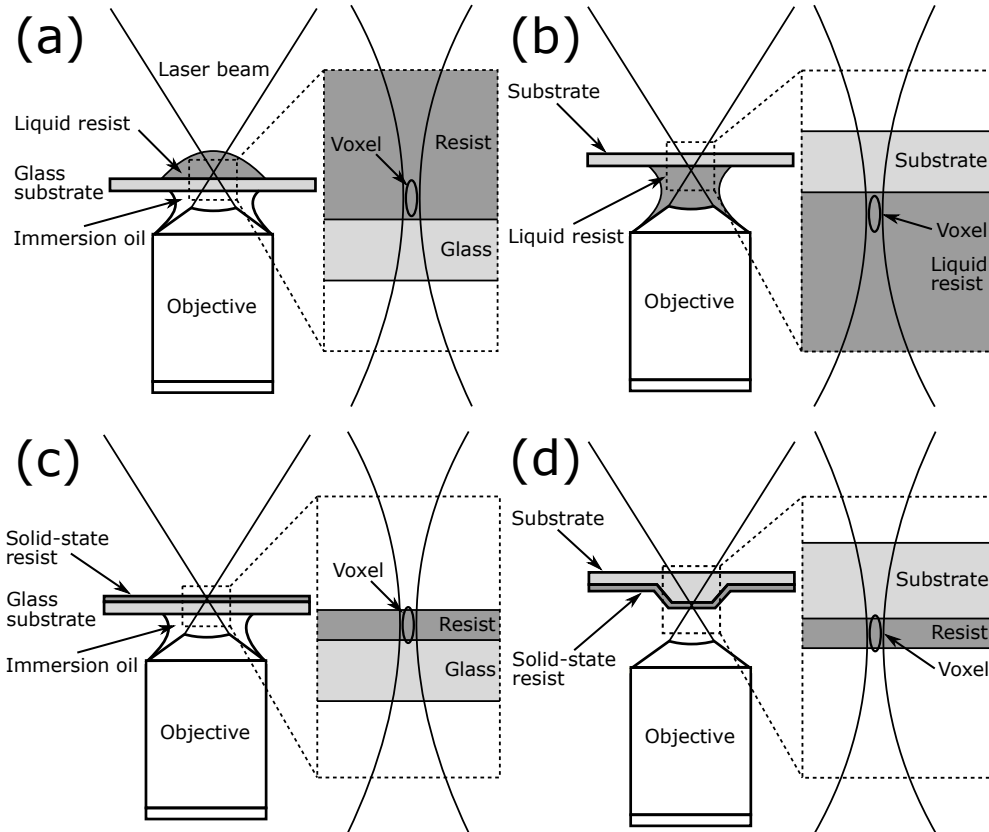 (a)
Laser beam
Liquid resist
Glass
substrate
Immersion oil
Objective
Voxel
Resist
Glass
(b)
Substrate
Liquid resist
Objective
Substrate
Voxel
Liquid
resist
(c)
Solid-state
resist
Glass
substrate
Immersion oil
Objective
Voxel
Resist
Glass
(d)
Substrate
Solid-state
resist
Objective
Substrate
Resist
Voxel